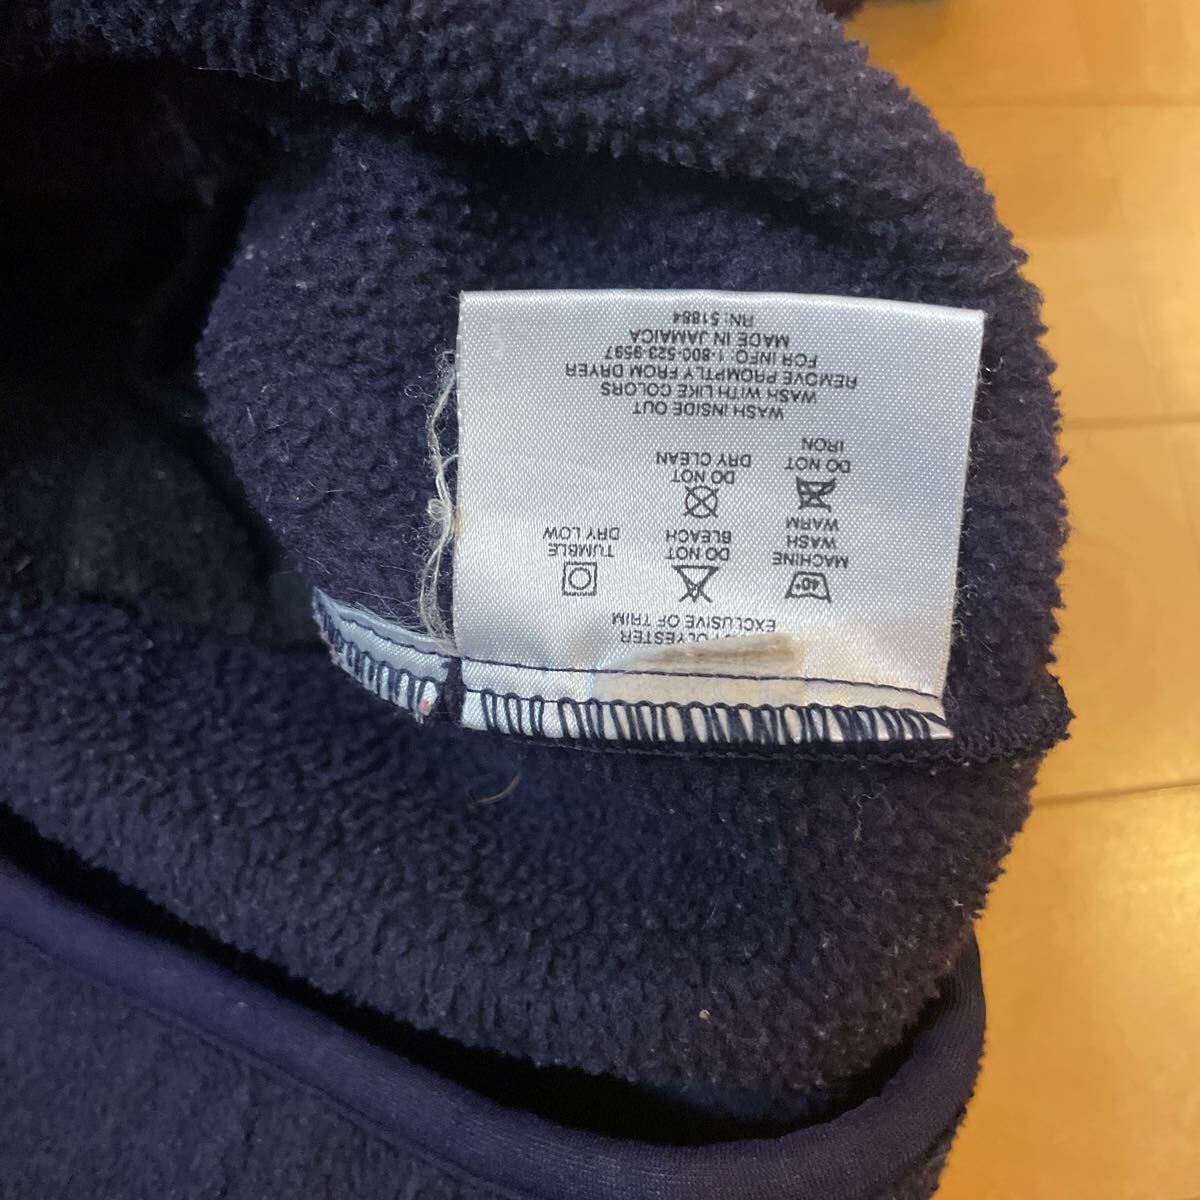 POLYESTER
EXCLUSIVE OF TRIM
40°
MACHINE
WASH
WARM
DO NOT
BLEACH
TUMBLE
DRY LOW
DO NOT
IRON
DO NOT
DRY CLEAN
WASH INSIDE OUT
WASH WITH LIKE COLORS
REMOVE PROMPTLY FROM DRYER
FOR INFO: 1-800-523-9597
MADE IN JAMAICA
RN: 51884